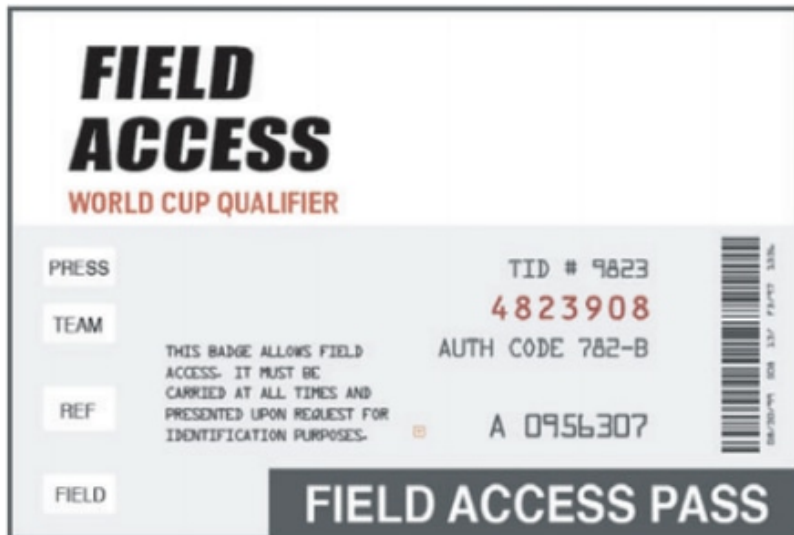 FIELD
ACCESS
WORLD CUP QUALIFIER
PRESS
TEAM
REF
FIELD
THIS BADGE ALLOWS FIELD
ACCESS. IT MUST BE
CARRIED AT ALL TIMES AND
PRESENTED UPON REQUEST FOR
IDENTIFICATION PURPOSES.
TID # 9823
4823908
AUTH CODE 782-B
A 0956307
FIELD ACCESS PASS